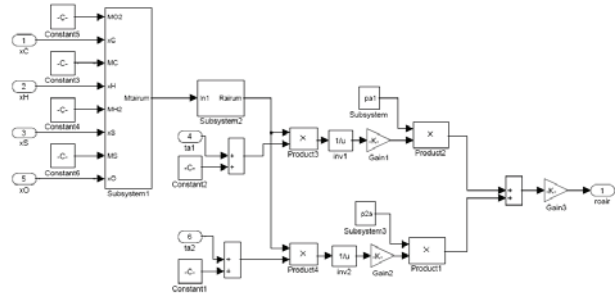 -C-
MO2
Constant5
1
xC
xC
-C-
MC
Constant3
2
xH
xH
-C-
MH2
Constant4
3
xS
xS
-C-
MS
Constant6
5
xO
xO
Mtairum
Subsystem1
In1
Rairum
Subsystem2
4
ta1
-C-
Constant2
+
+
×
Product3
1/u
inv1
-K-
Gain1
pa1
Subsystem
×
Product2
6
ta2
-C-
Constant1
+
+
×
Product4
1/u
inv2
-K-
Gain2
p2a
Subsystem3
×
Product1
+
+
-K-
Gain3
1
roair